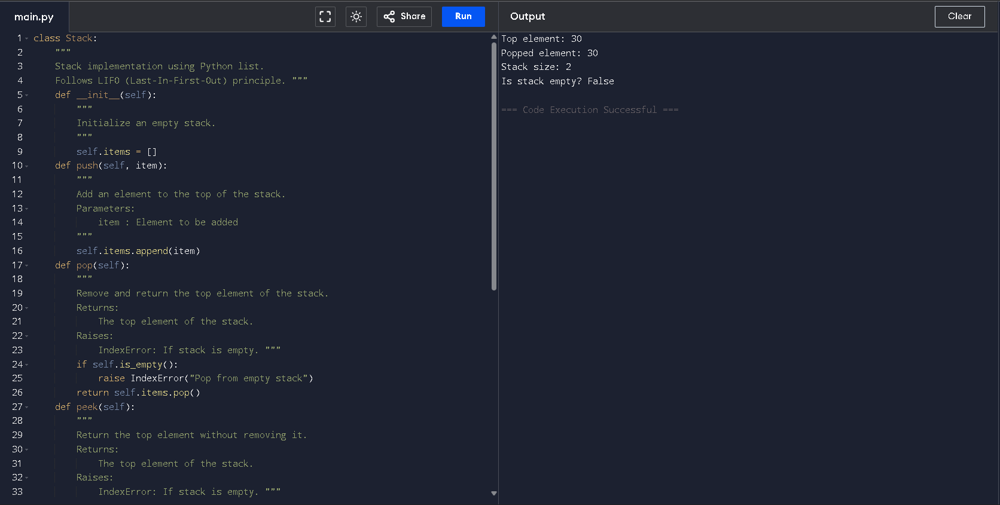 main.py
Share
Run
Output
Clear
1 class Stack:
2     """
3     Stack implementation using Python list.
4     Follows LIFO (Last-In-First-Out) principle. """
5     def __init__(self):
6         """
7         Initialize an empty stack.
8         """
9         self.items = []
10     def push(self, item):
11         """
12         Add an element to the top of the stack.
13         Parameters:
14             item : Element to be added
15         """
16         self.items.append(item)
17     def pop(self):
18         """
19         Remove and return the top element of the stack.
20         Returns:
21             The top element of the stack.
22         Raises:
23             IndexError: If stack is empty. """
24         if self.is_empty():
25             raise IndexError("Pop from empty stack")
26         return self.items.pop()
27     def peek(self):
28         """
29         Return the top element without removing it.
30         Returns:
31             The top element of the stack.
32         Raises:
33             IndexError: If stack is empty. """
Top element: 30
Popped element: 30
Stack size: 2
Is stack empty? False
=== Code Execution Successful ===